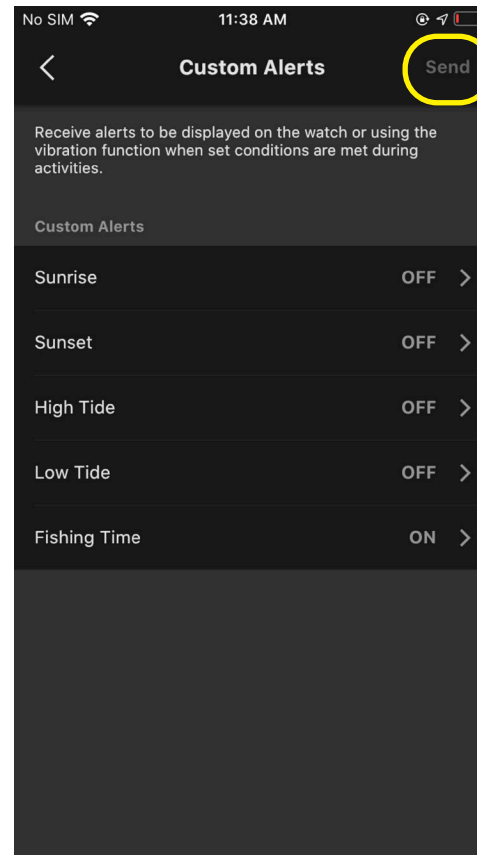 No SIM 11:38 AM
Custom Alerts Send
Receive alerts to be displayed on the watch or using the
vibration function when set conditions are met during
activities.
Custom Alerts
Sunrise OFF
Sunset OFF
High Tide OFF
Low Tide OFF
Fishing Time ON